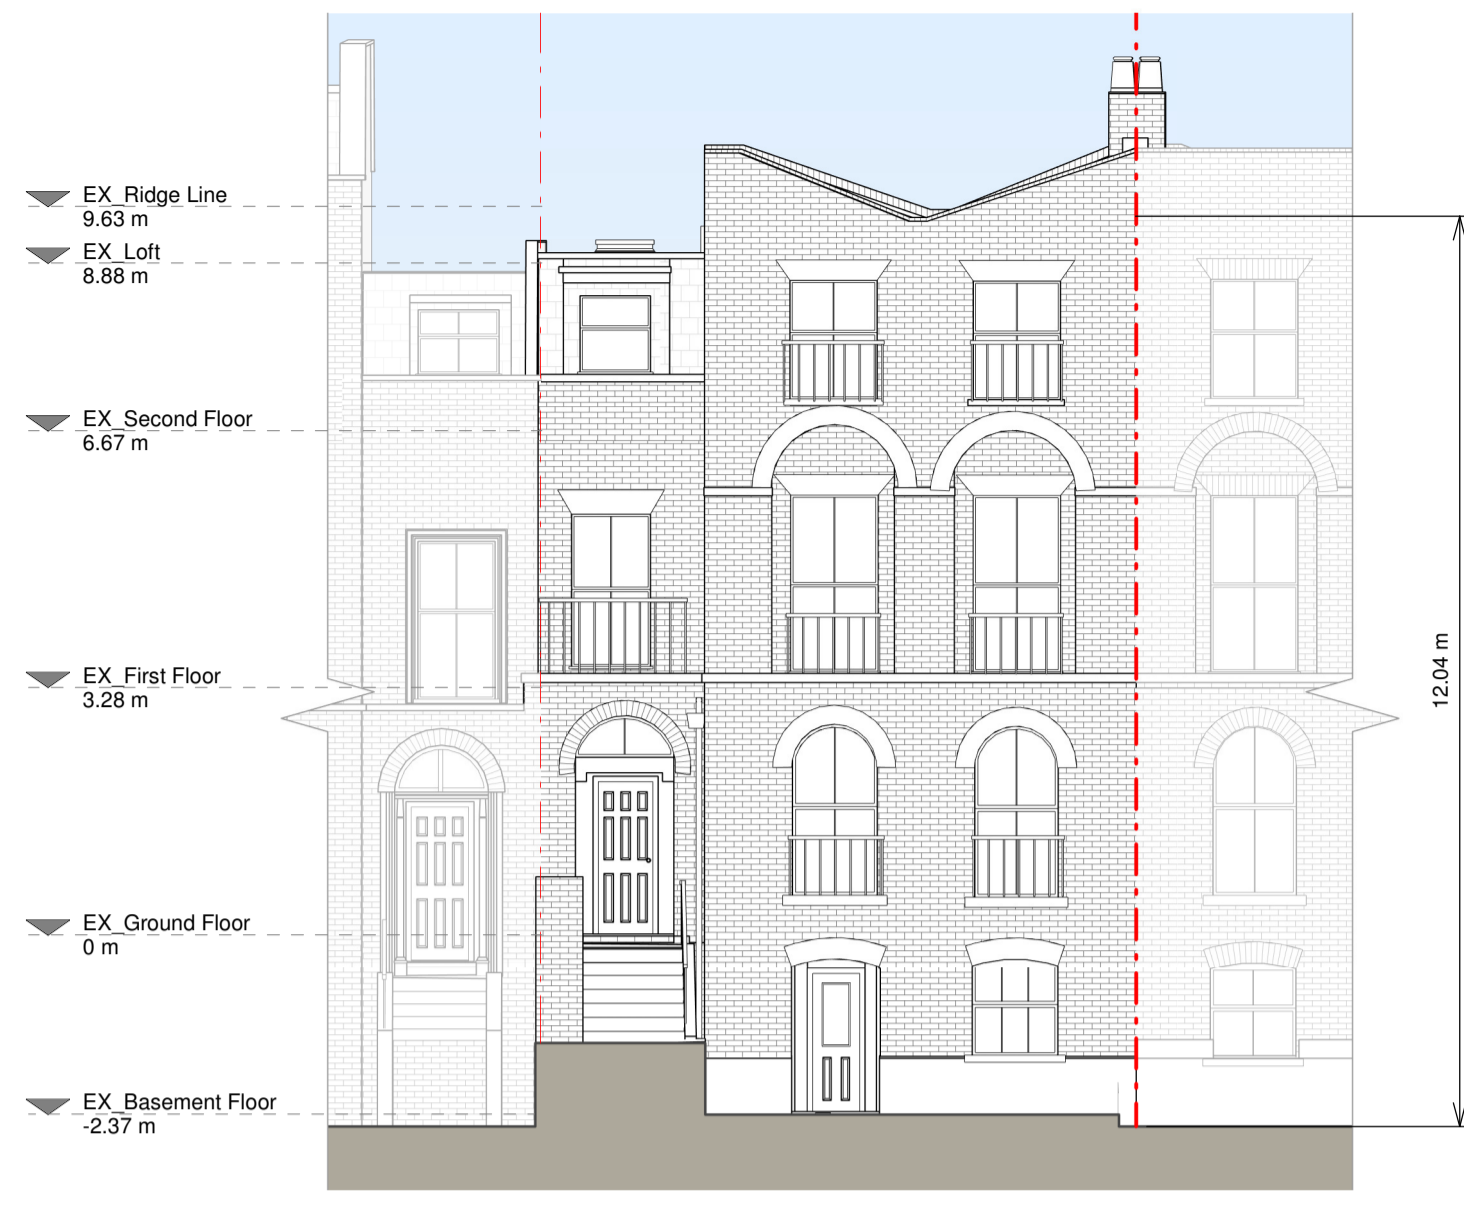 EX_Ridge Line
9.63 m
EX_Loft
8.88 m
EX_Second Floor
6.67 m
EX_First Floor
3.28 m
12.04 m
EX_Ground Floor
0 m
EX_Basement Floor
-2.37 m